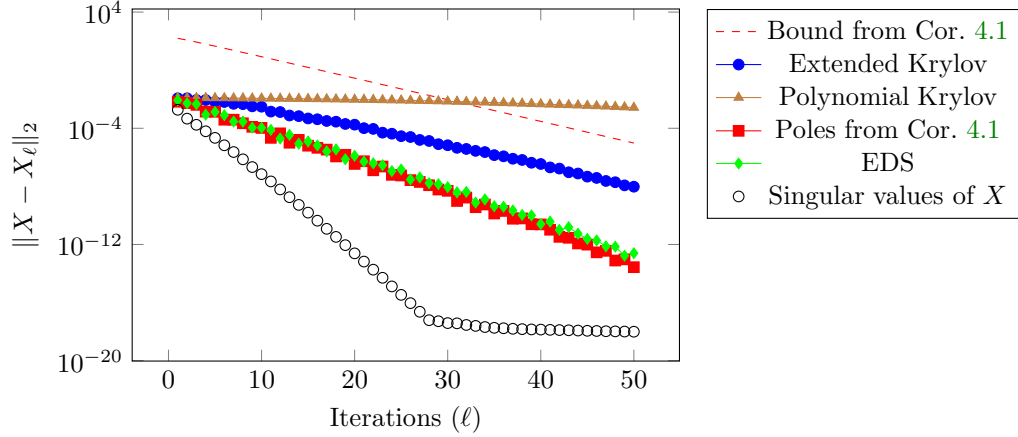 10^4
10^{-4}
10^{-12}
10^{-20}
‖X − X_ℓ‖_2
0 10 20 30 40 50
Iterations (ℓ)
Bound from Cor. 4.1
Extended Krylov
Polynomial Krylov
Poles from Cor. 4.1
EDS
Singular values of X